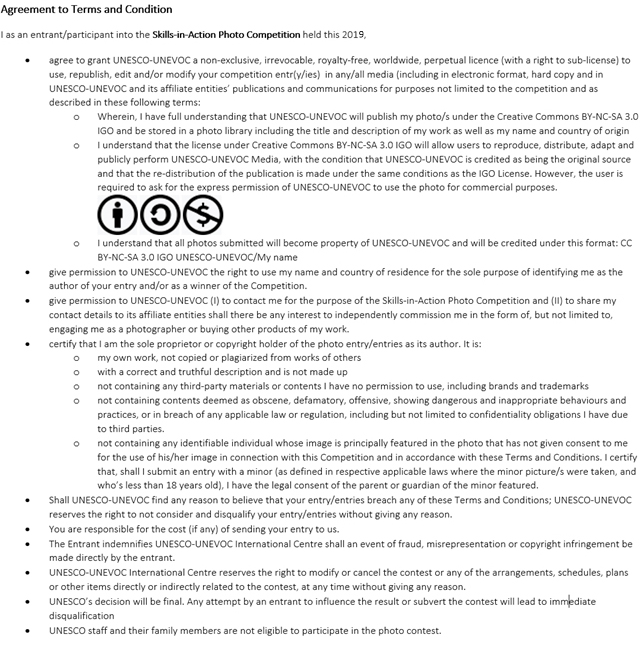 Agreement to Terms and Condition
I as an entrant/participant into the Skills-in-Action Photo Competition held this 2019,
• agree to grant UNESCO-UNEVOC a non-exclusive, irrevocable, royalty-free, worldwide, perpetual licence (with a right to sub-license) to
use, republish, edit and/or modify your competition entr(y/ies) in any/all media (including in electronic format, hard copy and in
UNESCO-UNEVOC and its affiliate entities' publications and communications for purposes not limited to the competition and as
described in these following terms:
o Wherein, I have full understanding that UNESCO-UNEVOC will publish my photo/s under the Creative Commons BY-NC-SA 3.0
IGO and be stored in a photo library including the title and description of my work as well as my name and country of origin
o I understand that the license under Creative Commons BY-NC-SA 3.0 IGO will allow users to reproduce, distribute, adapt and
publicly perform UNESCO-UNEVOC Media, with the condition that UNESCO-UNEVOC is credited as being the original source
and that the re-distribution of the publication is made under the same conditions as the IGO License. However, the user is
required to ask for the express permission of UNESCO-UNEVOC to use the photo for commercial purposes.
o I understand that all photos submitted will become property of UNESCO-UNEVOC and will be credited under this format: CC
BY-NC-SA 3.0 IGO UNESCO-UNEVOC/My name
• give permission to UNESCO-UNEVOC the right to use my name and country of residence for the sole purpose of identifying me as the
author of your entry and/or as a winner of the Competition.
• give permission to UNESCO-UNEVOC (I) to contact me for the purpose of the Skills-in-Action Photo Competition and (II) to share my
contact details to its affiliate entities shall there be any interest to independently commission me in the form of, but not limited to,
engaging me as a photographer or buying other products of my work.
• certify that I am the sole proprietor or copyright holder of the photo entry/entries as its author. It is:
o my own work, not copied or plagiarized from works of others
o with a correct and truthful description and is not made up
o not containing any third-party materials or contents I have no permission to use, including brands and trademarks
o not containing contents deemed as obscene, defamatory, offensive, showing dangerous and inappropriate behaviours and
practices, or in breach of any applicable law or regulation, including but not limited to confidentiality obligations I have due
to third parties.
o not containing any identifiable individual whose image is principally featured in the photo that has not given consent to me
for the use of his/her image in connection with this Competition and in accordance with these Terms and Conditions. I certify
that, shall I submit an entry with a minor (as defined in respective applicable laws where the minor picture/s were taken, and
who's less than 18 years old), I have the legal consent of the parent or guardian of the minor featured.
• Shall UNESCO-UNEVOC find any reason to believe that your entry/entries breach any of these Terms and Conditions; UNESCO-UNEVOC
reserves the right to not consider and disqualify your entry/entries without giving any reason.
• You are responsible for the cost (if any) of sending your entry to us.
• The Entrant indemnifies UNESCO-UNEVOC International Centre shall an event of fraud, misrepresentation or copyright infringement be
made directly by the entrant.
• UNESCO-UNEVOC International Centre reserves the right to modify or cancel the contest or any of the arrangements, schedules, plans
or other items directly or indirectly related to the contest, at any time without giving any reason.
• UNESCO's decision will be final. Any attempt by an entrant to influence the result or subvert the contest will lead to immediate
disqualification
• UNESCO staff and their family members are not eligible to participate in the photo contest.